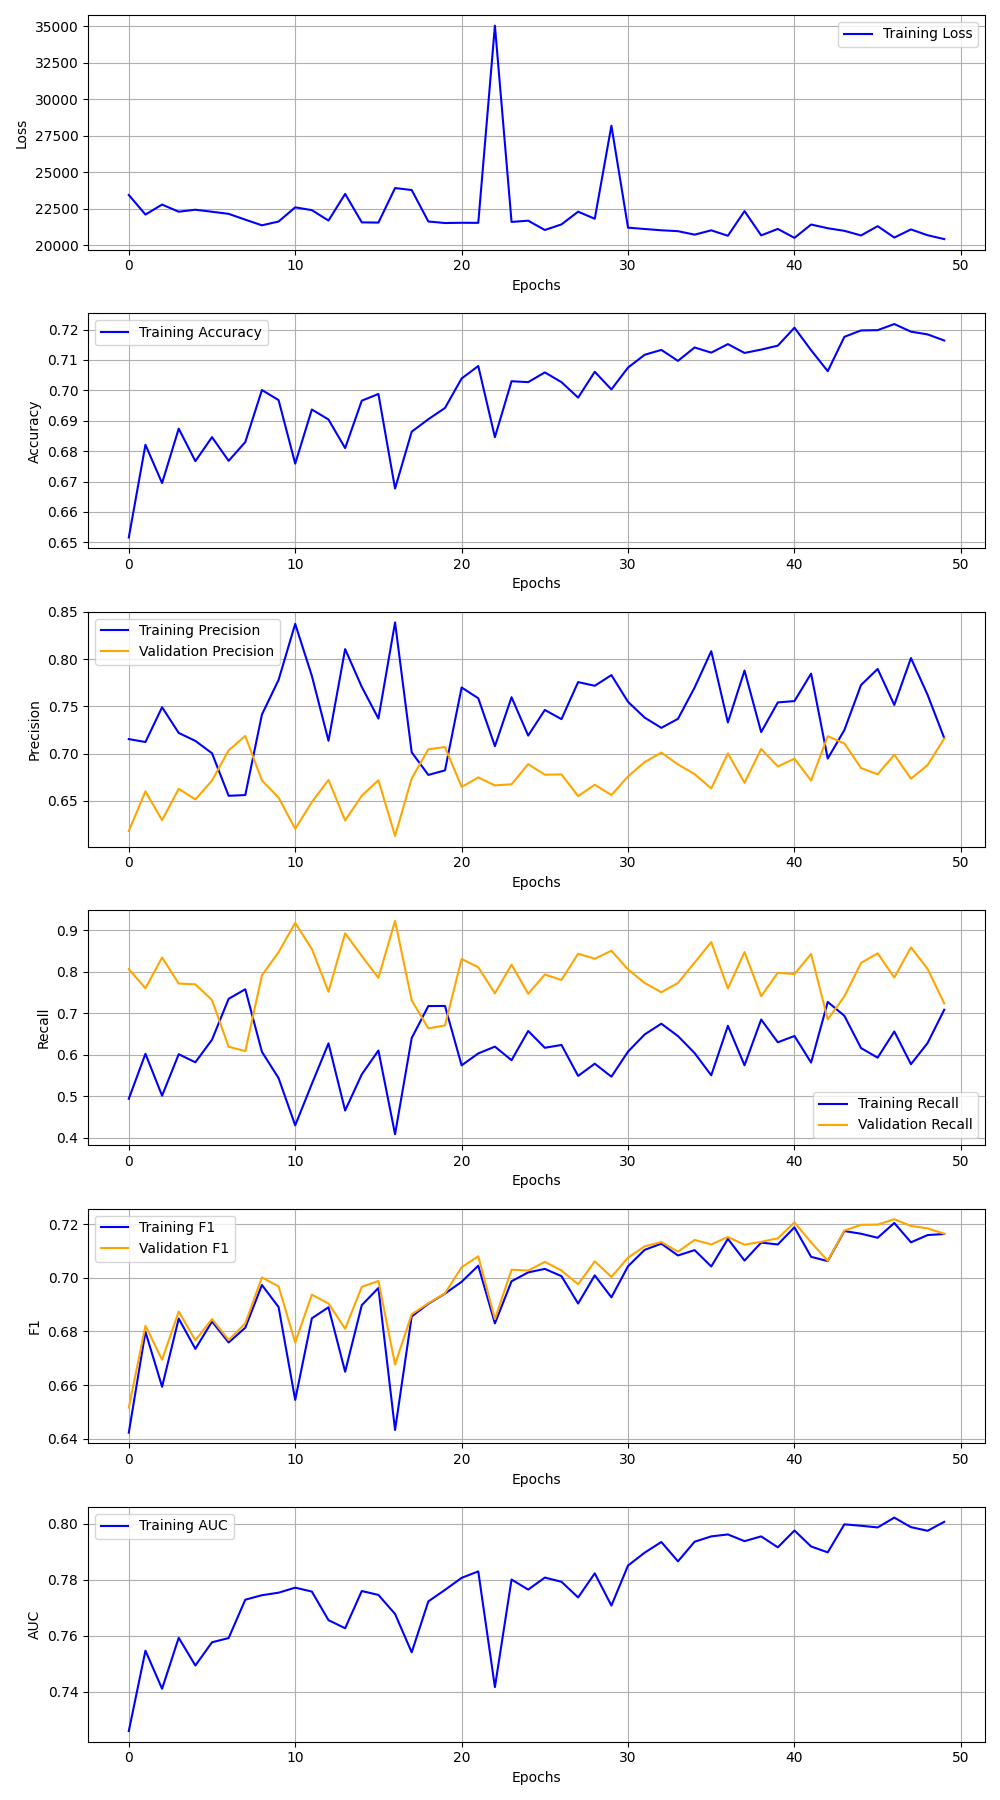 35000
32500
30000
27500
25000
22500
20000
Loss
Training Loss
0 10 20 30 40 50
Epochs
0.72
0.71
0.70
0.69
0.68
0.67
0.66
0.65
Accuracy
Training Accuracy
0 10 20 30 40 50
Epochs
0.85
0.80
0.75
0.70
0.65
Precision
Training Precision
Validation Precision
0 10 20 30 40 50
Epochs
0.9
0.8
0.7
0.6
0.5
0.4
Recall
Training Recall
Validation Recall
0 10 20 30 40 50
Epochs
0.72
0.70
0.68
0.66
0.64
F1
Training F1
Validation F1
0 10 20 30 40 50
Epochs
0.80
0.78
0.76
0.74
AUC
Training AUC
0 10 20 30 40 50
Epochs